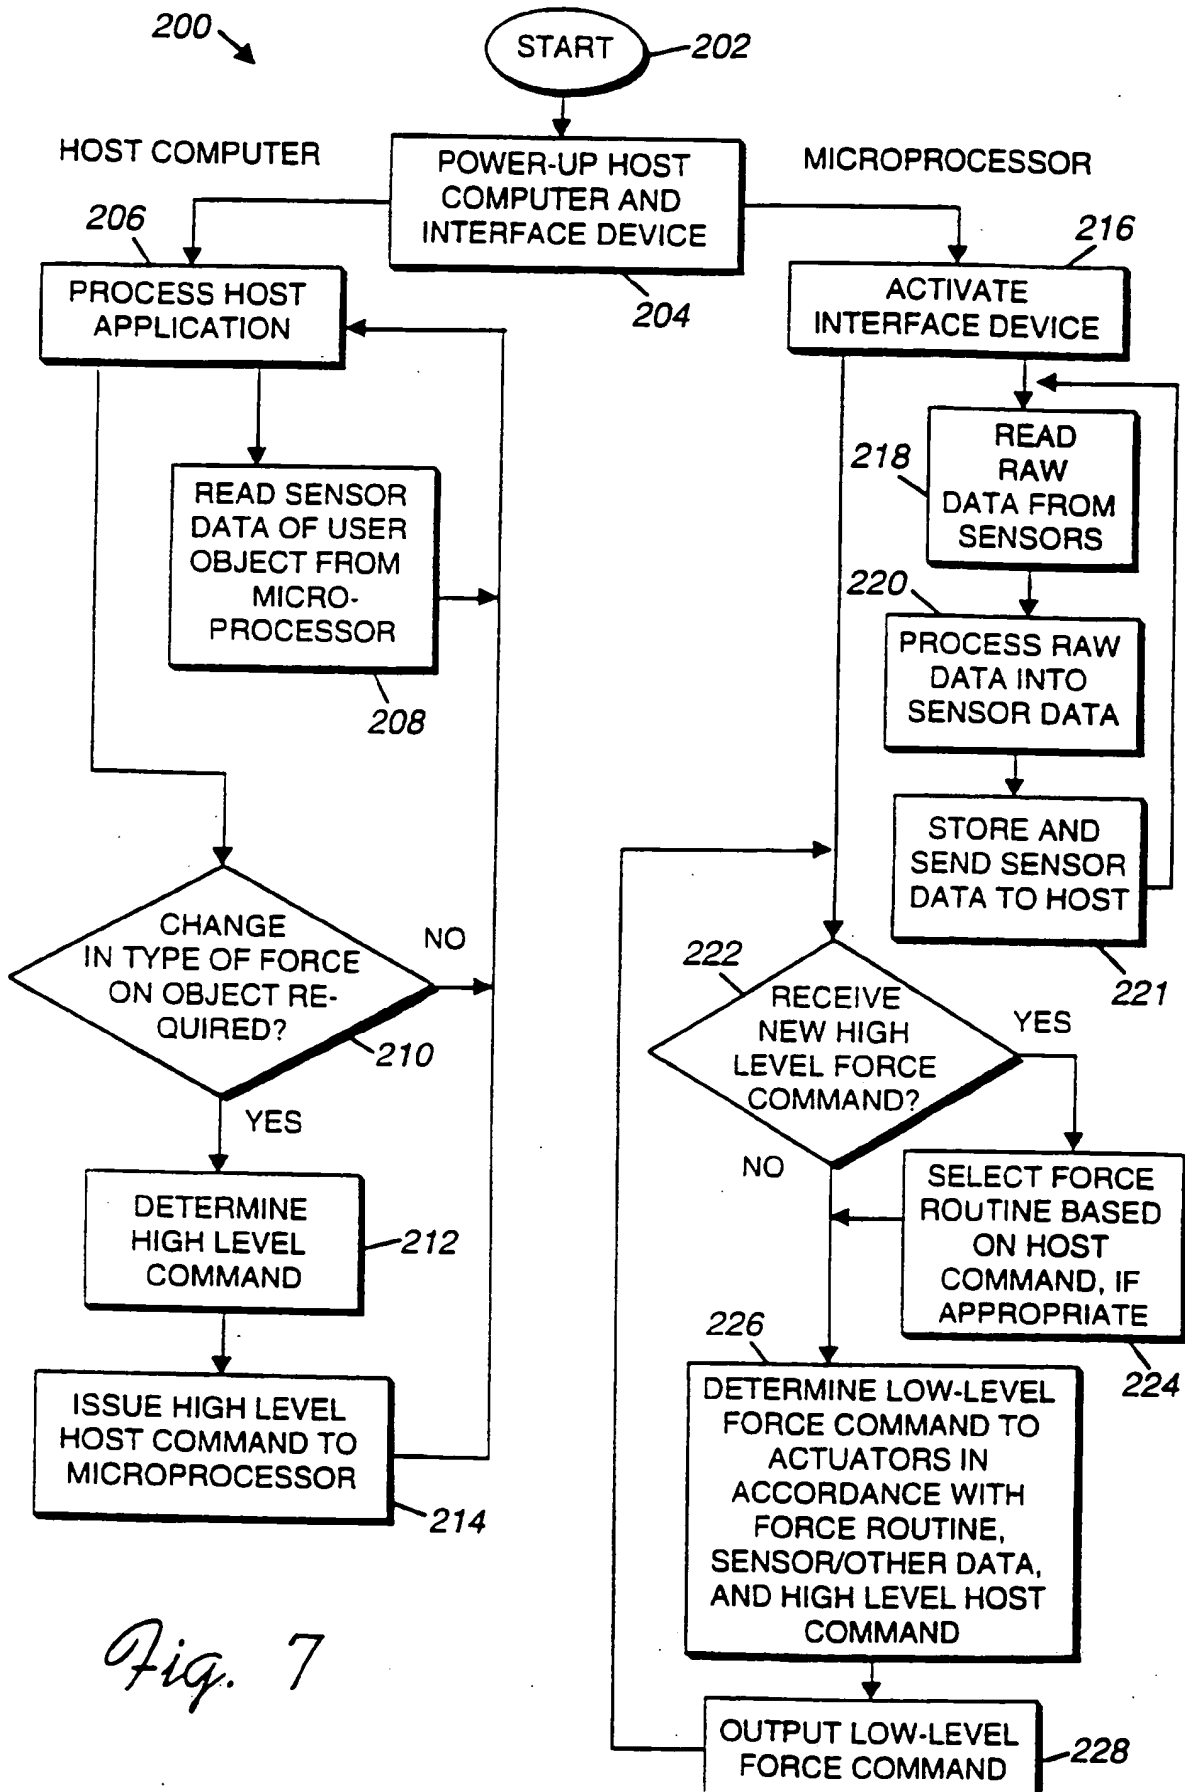 200
START
202
HOST COMPUTER
POWER-UP HOST
COMPUTER AND
INTERFACE DEVICE
204
MICROPROCESSOR
206
PROCESS HOST
APPLICATION
READ SENSOR
DATA OF USER
OBJECT FROM
MICRO-
PROCESSOR
208
CHANGE
IN TYPE OF FORCE
ON OBJECT RE-
QUIRED?
210
NO
YES
DETERMINE
HIGH LEVEL
COMMAND
212
ISSUE HIGH LEVEL
HOST COMMAND TO
MICROPROCESSOR
214
216
ACTIVATE
INTERFACE DEVICE
218
READ
RAW
DATA FROM
SENSORS
220
PROCESS RAW
DATA INTO
SENSOR DATA
STORE AND
SEND SENSOR
DATA TO HOST
221
222
RECEIVE
NEW HIGH
LEVEL FORCE
COMMAND?
YES
NO
SELECT FORCE
ROUTINE BASED
ON HOST
COMMAND, IF
APPROPRIATE
224
226
DETERMINE LOW-LEVEL
FORCE COMMAND TO
ACTUATORS IN
ACCORDANCE WITH
FORCE ROUTINE,
SENSOR/OTHER DATA,
AND HIGH LEVEL HOST
COMMAND
OUTPUT LOW-LEVEL
FORCE COMMAND
228
Fig. 7